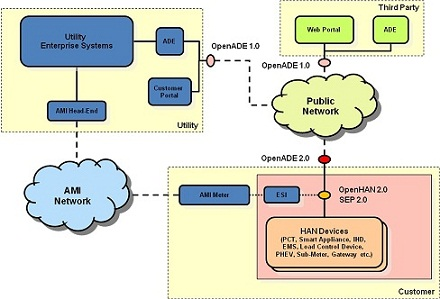 Third Party
Utility
Enterprise Systems
ADE
OpenADE 1.0
Web Portal
ADE
OpenADE 1.0
Customer
Portal
AMI Head-End
Utility
Public
Network
OpenADE 2.0
AMI
Network
AMI Meter
ESI
OpenHAN 2.0
SEP 2.0
HAN Devices
(PCT, Smart Appliance, IHD,
EMS, Load Control Device,
PHEV, Sub-Meter, Gateway etc.)
Customer